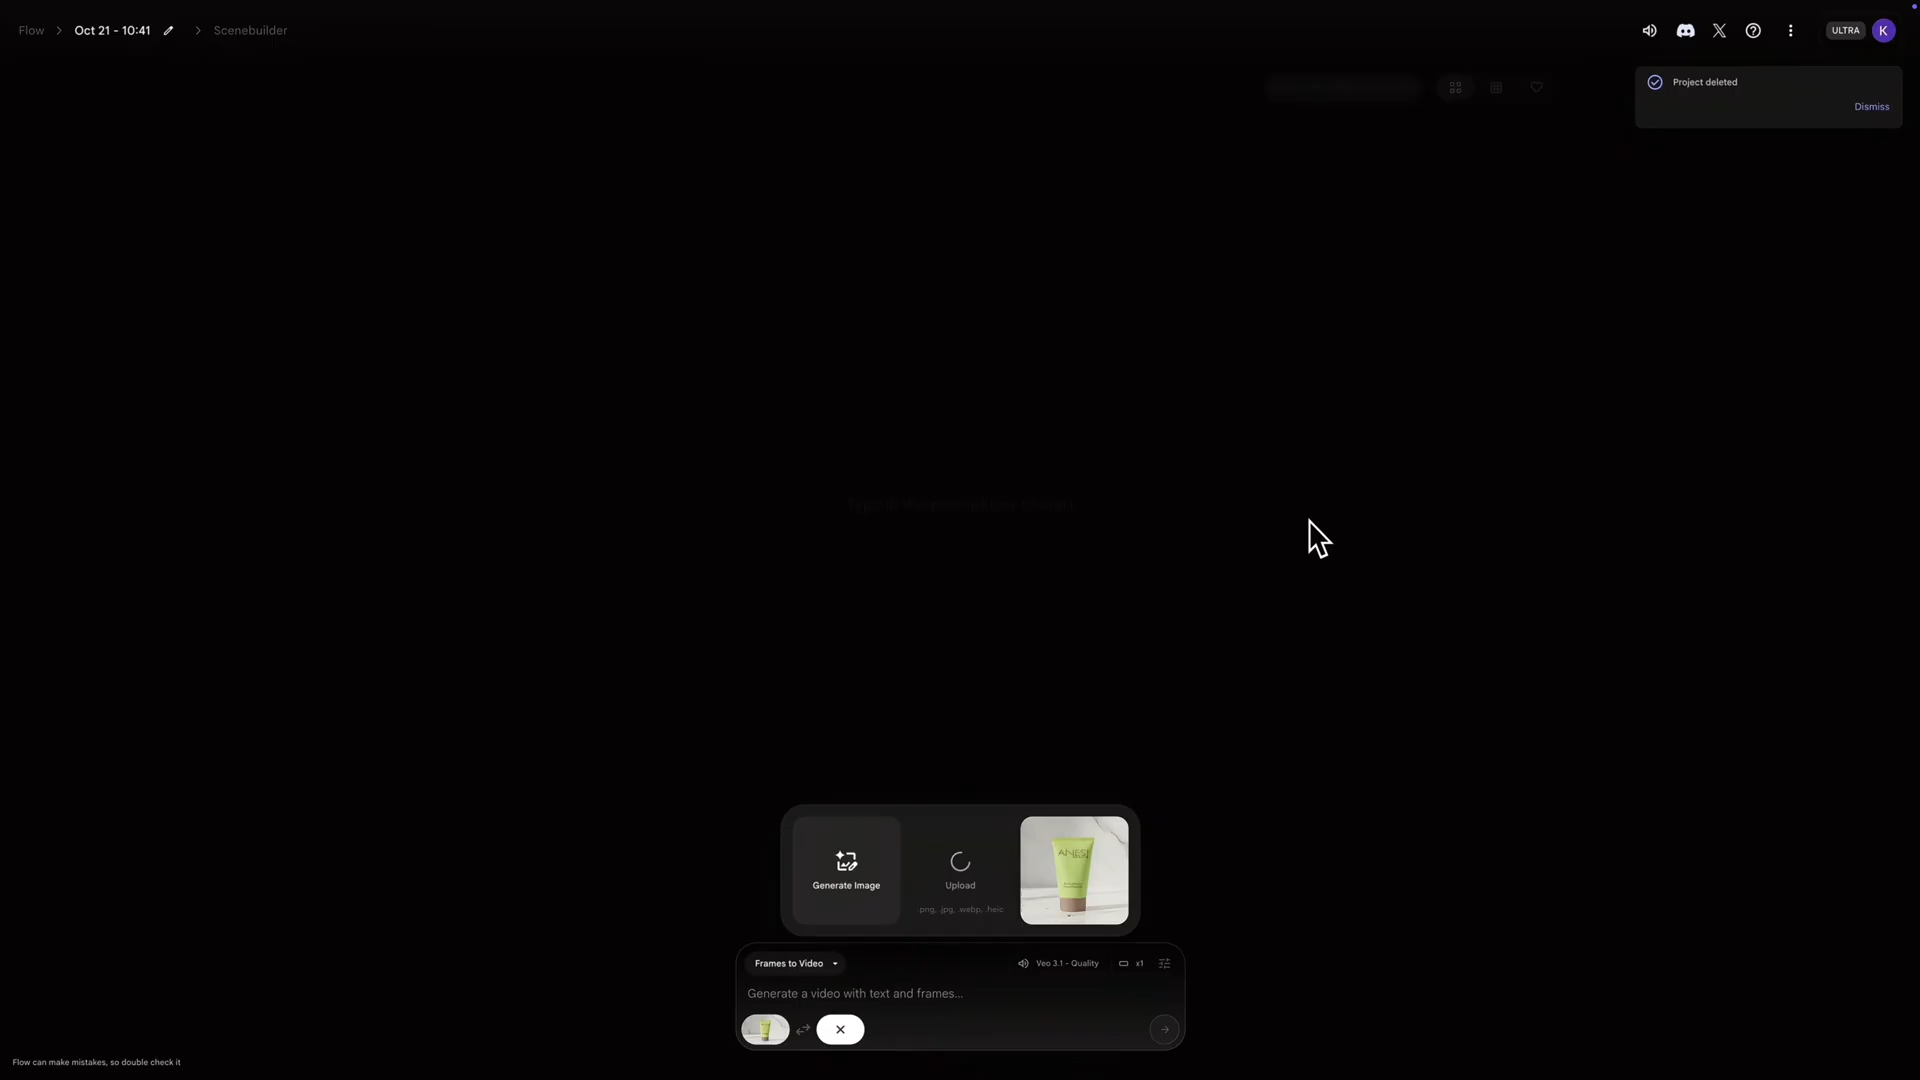 Flow > Oct 21 - 10:41 > Scenebuilder
ULTRA K
Project deleted
Dismiss
Generate Image
Upload
.png, .jpg, .webp, .heic
ANESI
Frames to Video
Veo 3.1 - Quality
x1
Generate a video with text and frames...
Flow can make mistakes, so double check it